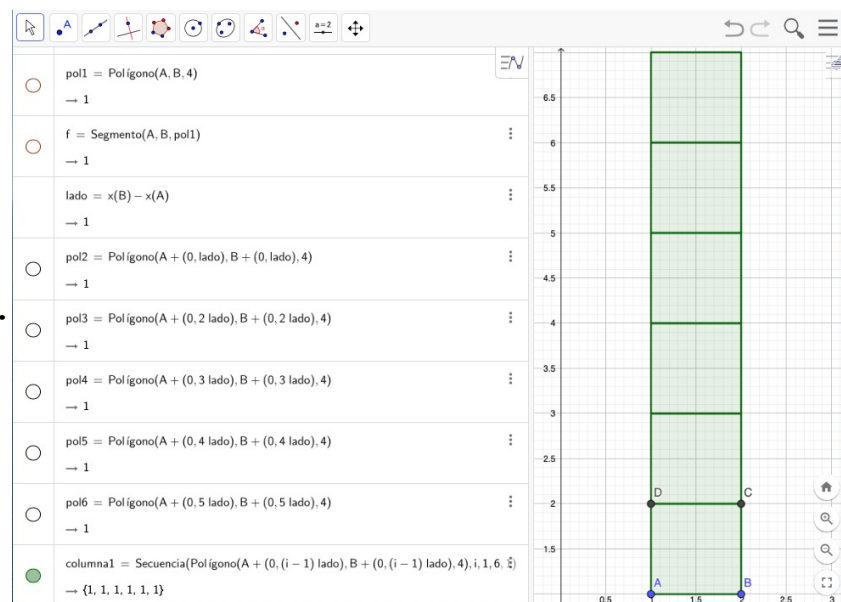 A
a=2
pol1 = Polígono(A, B, 4)
→ 1
f = Segmento(A, B, pol1)
→ 1
lado = x(B) − x(A)
→ 1
pol2 = Polígono(A + (0, lado), B + (0, lado), 4)
→ 1
pol3 = Polígono(A + (0, 2 lado), B + (0, 2 lado), 4)
→ 1
pol4 = Polígono(A + (0, 3 lado), B + (0, 3 lado), 4)
→ 1
pol5 = Polígono(A + (0, 4 lado), B + (0, 4 lado), 4)
→ 1
pol6 = Polígono(A + (0, 5 lado), B + (0, 5 lado), 4)
→ 1
columna1 = Secuencia(Polígono(A + (0, (i − 1) lado), B + (0, (i − 1) lado), 4), i, 1, 6, 1)
→ {1, 1, 1, 1, 1, 1}
6.5
6
5.5
5
4.5
4
3.5
3
2.5
D C
2
1.5
A B
0.5 1 1.5 2 2.5 3